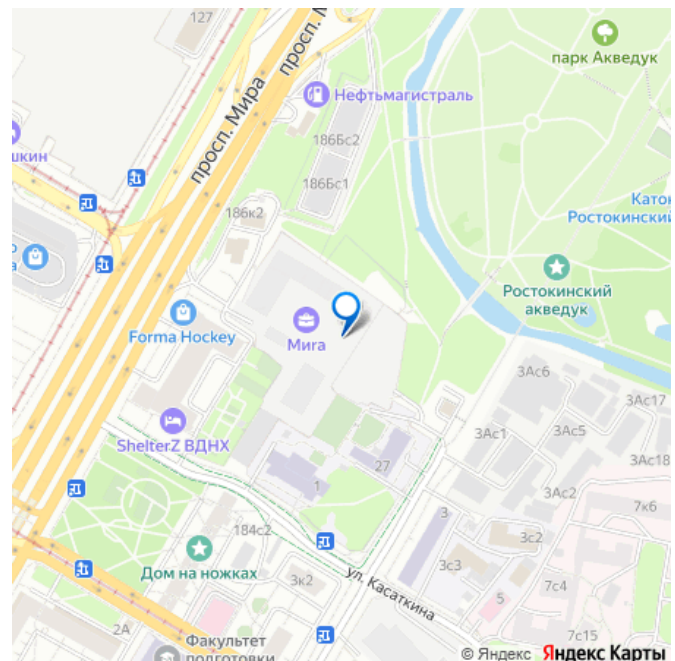 127
просп. Мира
просп. М
парк Акведук
Нефтьмагистраль
186Бс2
186Бс1
шкин
186к2
Каток
Ростокинский
Ростокинский
акведук
о
а
Forma Hockey
Мира
3Ас6
3Ас17
3Ас1
3Ас5
3Ас18
ShelterZ ВДНХ
27
1
3Ас2
7к6
3
184с2
3с2
Дом на ножках
3к2
ул. Касаткина
3с3
7с4
5
2А
Факультет
подготовки
7с15
© Яндекс Яндекс Карты